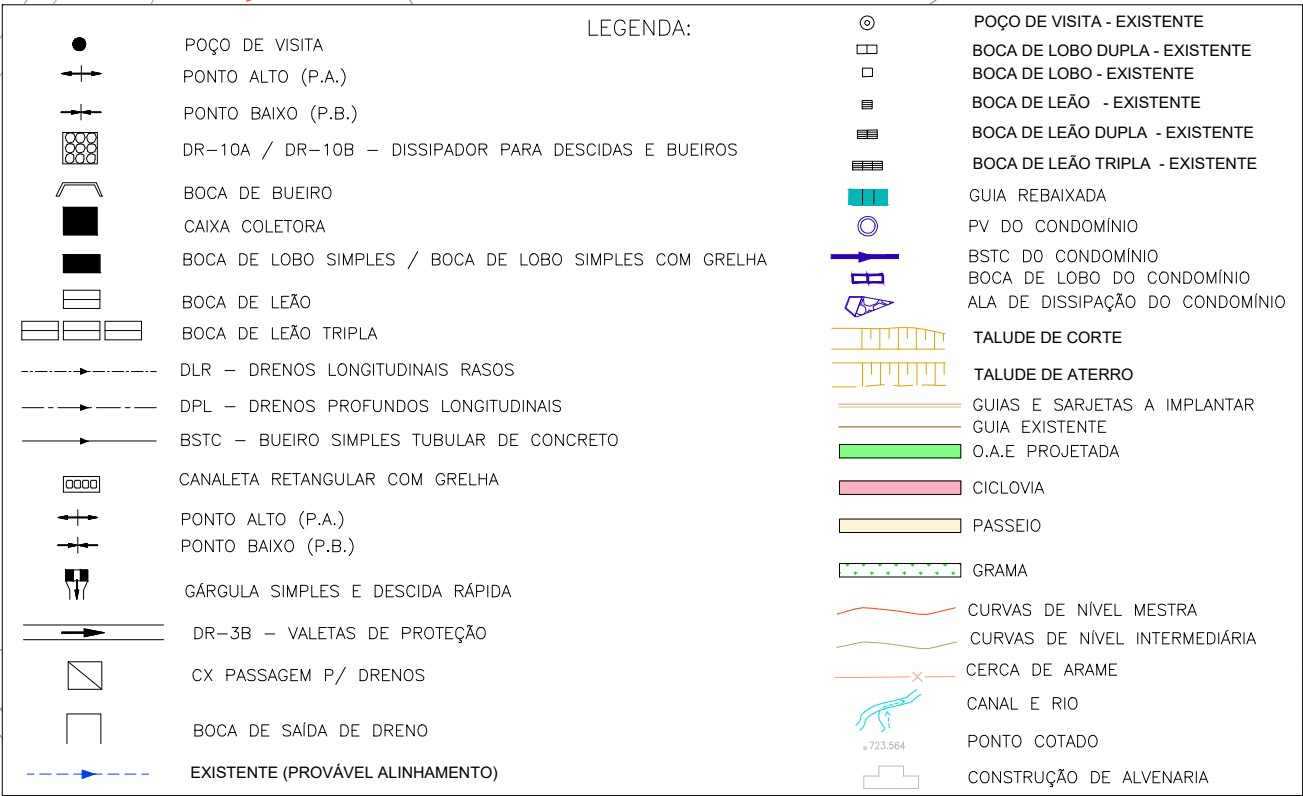 LEGENDA:
POÇO DE VISITA
PONTO ALTO (P.A.)
PONTO BAIXO (P.B.)
DR-10A / DR-10B - DISSIPADOR PARA DESCIDAS E BUEIROS
BOCA DE BUEIRO
CAIXA COLETORA
BOCA DE LOBO SIMPLES / BOCA DE LOBO SIMPLES COM GRELHA
BOCA DE LEÃO
BOCA DE LEÃO TRIPLA
DLR - DRENOS LONGITUDINAIS RASOS
DPL - DRENOS PROFUNDOS LONGITUDINAIS
BSTC - BUEIRO SIMPLES TUBULAR DE CONCRETO
CANALETA RETANGULAR COM GRELHA
PONTO ALTO (P.A.)
PONTO BAIXO (P.B.)
GÁRGULA SIMPLES E DESCIDA RÁPIDA
DR-3B - VALETAS DE PROTEÇÃO
CX PASSAGEM P/ DRENOS
BOCA DE SAÍDA DE DRENO
EXISTENTE (PROVÁVEL ALINHAMENTO)
POÇO DE VISITA - EXISTENTE
BOCA DE LOBO DUPLA - EXISTENTE
BOCA DE LOBO - EXISTENTE
BOCA DE LEÃO - EXISTENTE
BOCA DE LEÃO DUPLA - EXISTENTE
BOCA DE LEÃO TRIPLA - EXISTENTE
GUIA REBAIXADA
PV DO CONDOMÍNIO
BSTC DO CONDOMÍNIO
BOCA DE LOBO DO CONDOMÍNIO
ALA DE DISSIPAÇÃO DO CONDOMÍNIO
TALUDE DE CORTE
TALUDE DE ATERRO
GUIAS E SARJETAS A IMPLANTAR
GUIA EXISTENTE
O.A.E PROJETADA
CICLOVIA
PASSEIO
GRAMA
CURVAS DE NÍVEL MESTRA
CURVAS DE NÍVEL INTERMEDIÁRIA
CERCA DE ARAME
CANAL E RIO
723.564
PONTO COTADO
CONSTRUÇÃO DE ALVENARIA